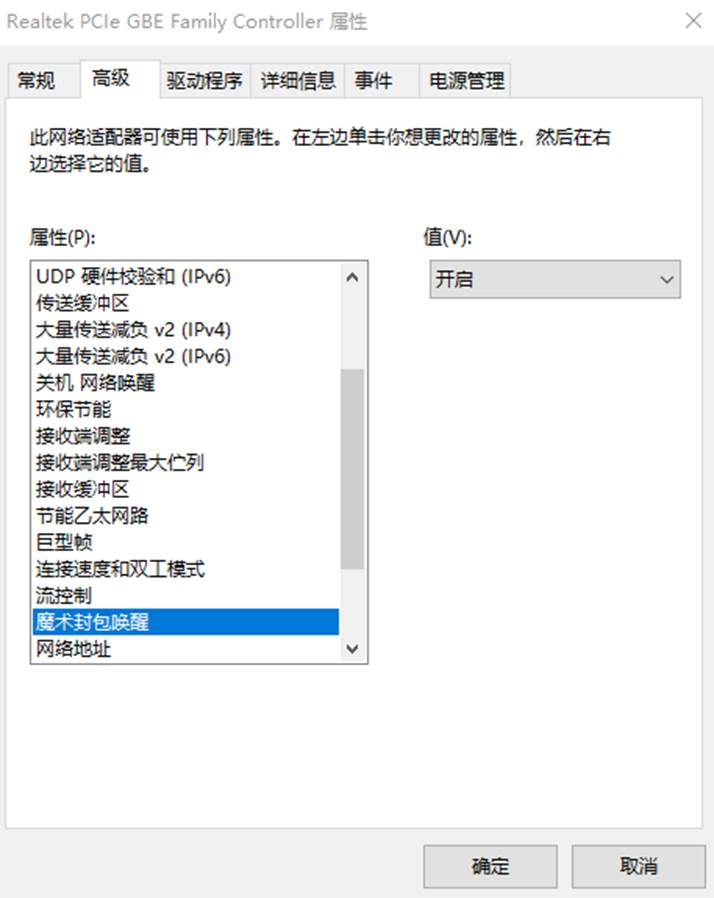 Realtek PCIe GBE Family Controller 属性
常规 高级 驱动程序 详细信息 事件 电源管理
此网络适配器可使用下列属性。在左边单击你想更改的属性，然后在右
边选择它的值。
属性(P): 值(V):
UDP 硬件校验和 (IPv6) 开启
传送缓冲区
大量传送减负 v2 (IPv4)
大量传送减负 v2 (IPv6)
关机 网络唤醒
环保节能
接收端调整
接收端调整最大伫列
接收缓冲区
节能乙太网路
巨型帧
连接速度和双工模式
流控制
魔术封包唤醒
网络地址
确定 取消